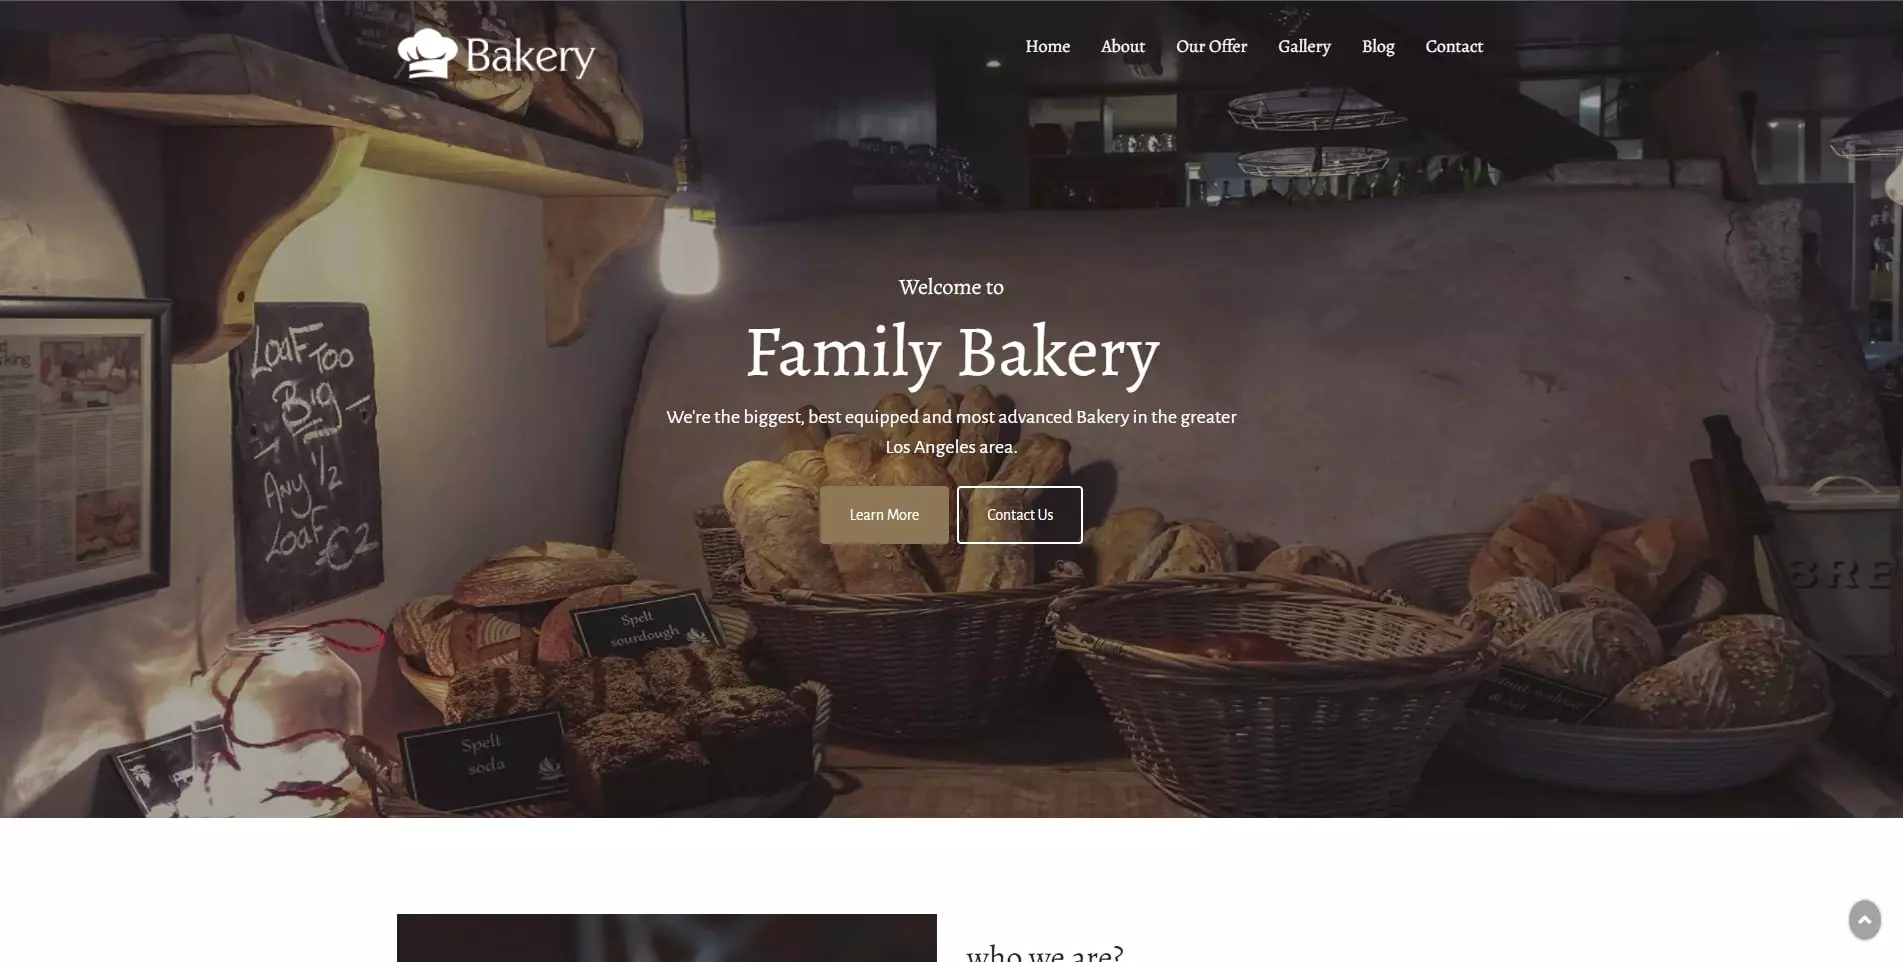 Bakery
Home About Our Offer Gallery Blog Contact
Welcome to
Family Bakery
We're the biggest, best equipped and most advanced Bakery in the greater
Los Angeles area.
Learn More
Contact Us
LOAF TOO
BIG
ANY 1/2
LOAF €2
Spelt
sourdough
Spelt
soda
BRE
who we are?